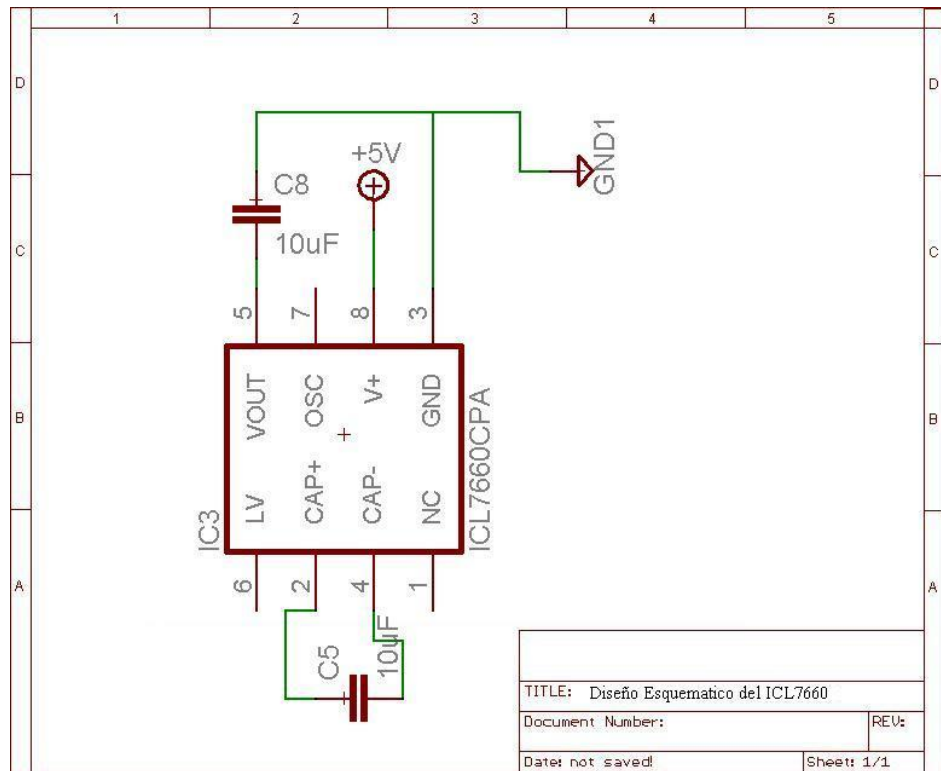 1 2 3 4 5
D D
+5V
GND1
C8
10uF
C C
5 7 8 3
VOUT OSC V+ GND
B B
LV CAP+ CAP- NC
IC3
ICL7660CPA
6 2 4 1
A A
C5
10uF
TITLE: Diseño Esquematico del ICL7660
Document Number:
REV:
Date: not saved!
Sheet: 1/1